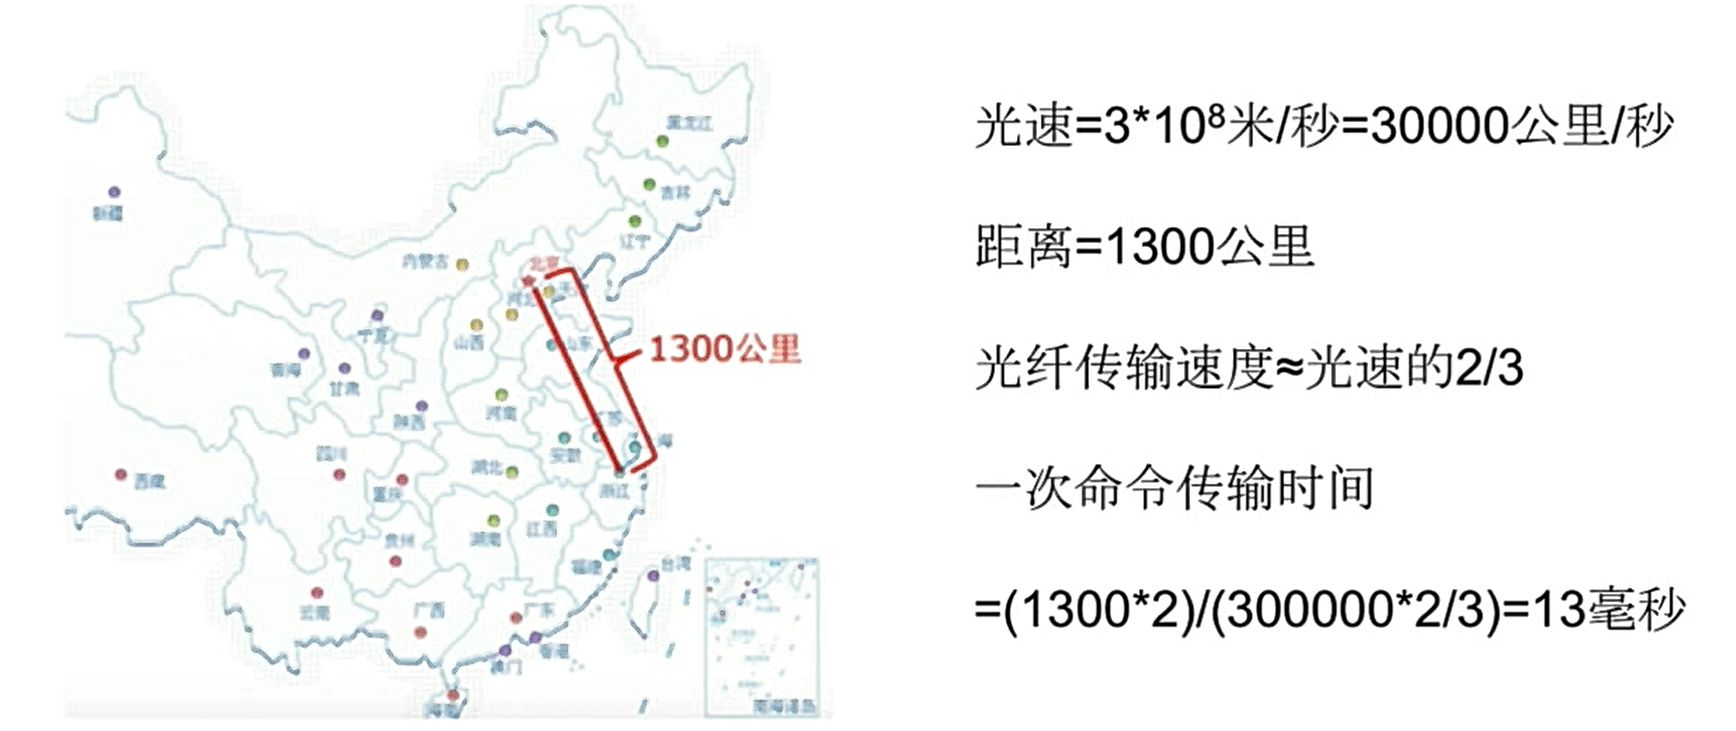 黑龙江
吉林
辽宁
新疆
内蒙古
北京
河北
天
宁夏
山西
山东
1300公里
青海
甘肃
陕西
河南
苏
海
安徽
四川
湖北
重庆
西藏
浙江
江西
湖南
贵州
福建
台湾
云南
广西
广东
香港
澳门
海南
南海诸岛
光速=3*10⁸米/秒=30000公里/秒
距离=1300公里
光纤传输速度≈光速的2/3
一次命令传输时间
=(1300*2)/(300000*2/3)=13毫秒